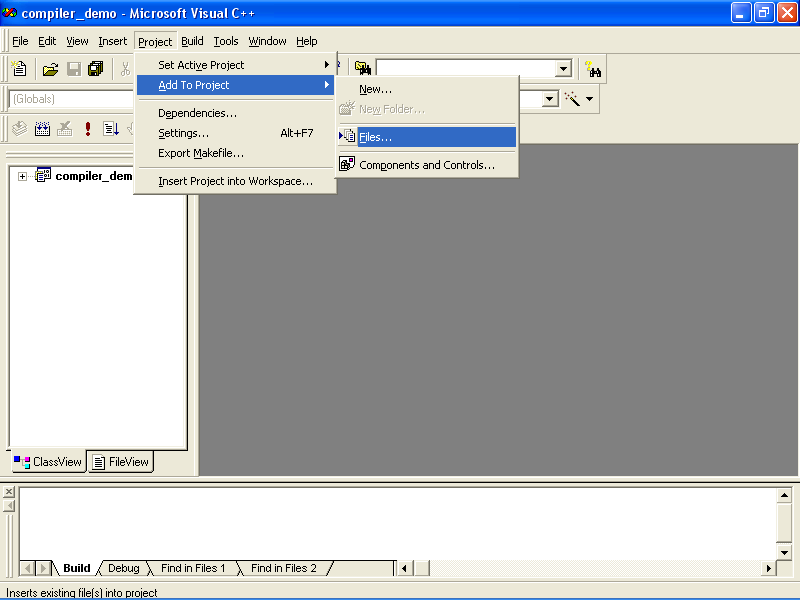 compiler_demo - Microsoft Visual C++
File Edit View Insert Project Build Tools Window Help
Set Active Project
Add To Project
Dependencies...
Settings... Alt+F7
Export Makefile...
Insert Project into Workspace...
New...
New Folder...
Files...
Components and Controls...
(Globals)
compiler_dem
ClassView FileView
Build Debug Find in Files 1 Find in Files 2
Inserts existing file(s) into project